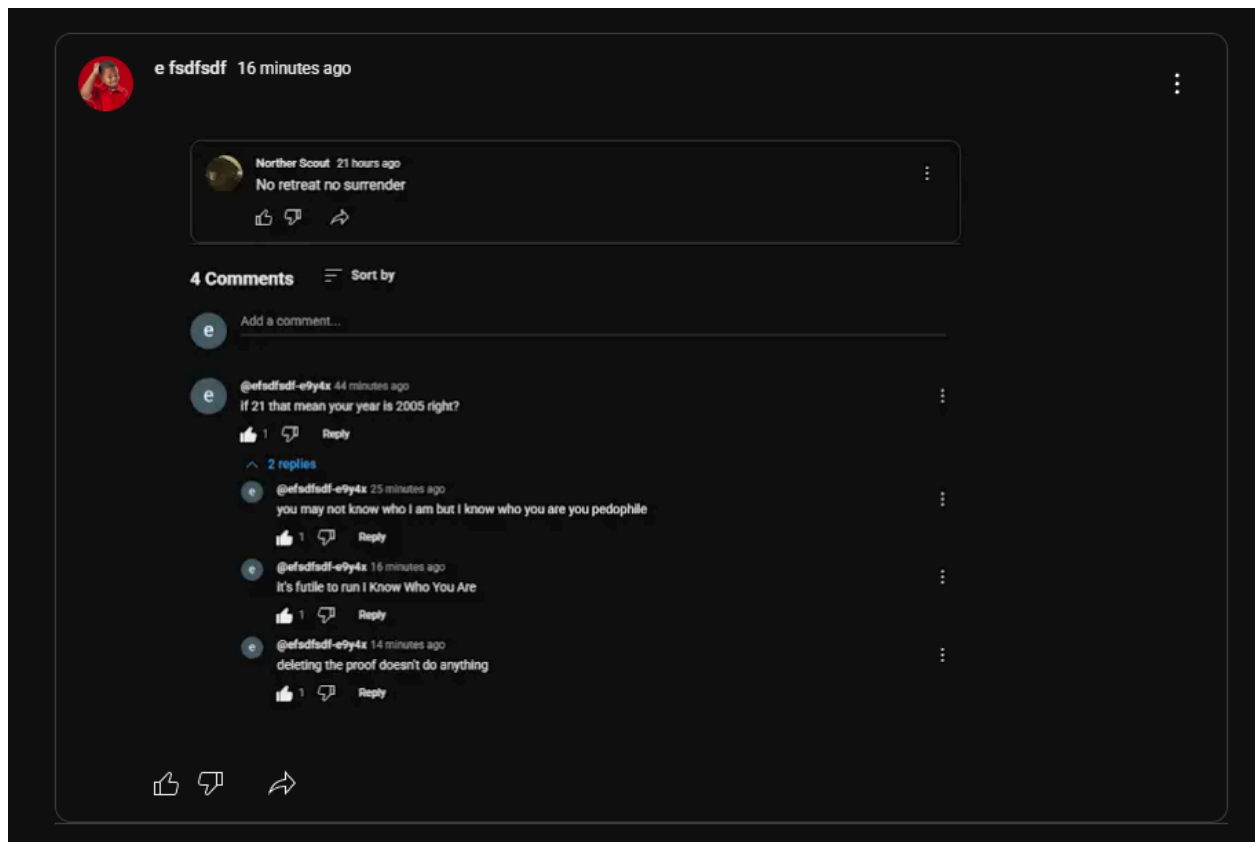 e fsdfsdf 16 minutes ago
Norther Scout 21 hours ago
No retreat no surrender
4 Comments Sort by
e
Add a comment...
e
@efsdfsdf-e9y4x 44 minutes ago
if 21 that mean your year is 2005 right?
1 Reply
2 replies
e
@efsdfsdf-e9y4x 25 minutes ago
you may not know who I am but I know who you are you pedophile
1 Reply
e
@efsdfsdf-e9y4x 16 minutes ago
it's futile to run I Know Who You Are
1 Reply
e
@efsdfsdf-e9y4x 14 minutes ago
deleting the proof doesn't do anything
1 Reply